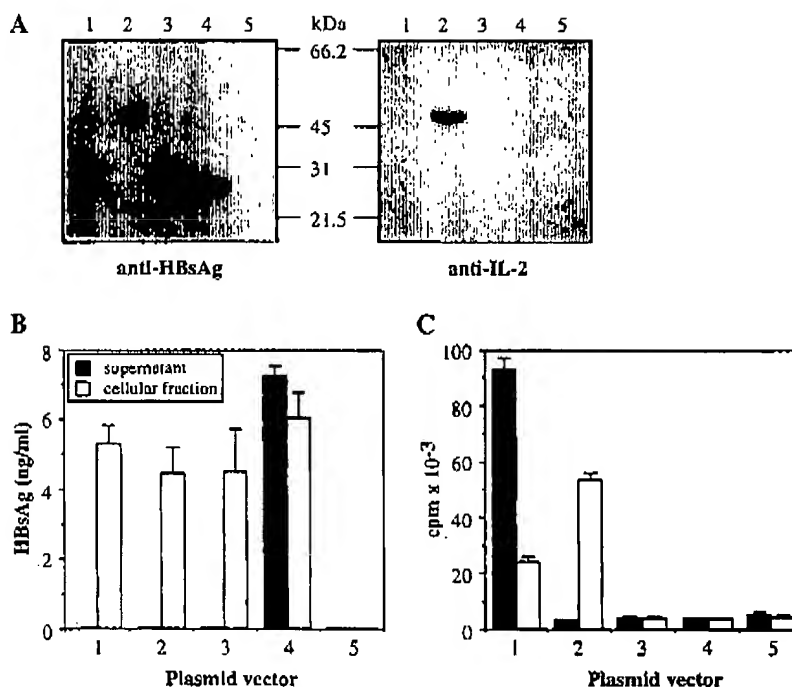 A
1 2 3 4 5 kDa 1 2 3 4 5
66.2
45
31
21.5
anti-HBsAg anti-IL-2
B C
8 100
supernatant
cellular fraction
80
6
60
4
40
2
20
0 0
HBsAg (ng/ml)
cpm x 10-3
1 2 3 4 5 1 2 3 4 5
Plasmid vector Plasmid vector